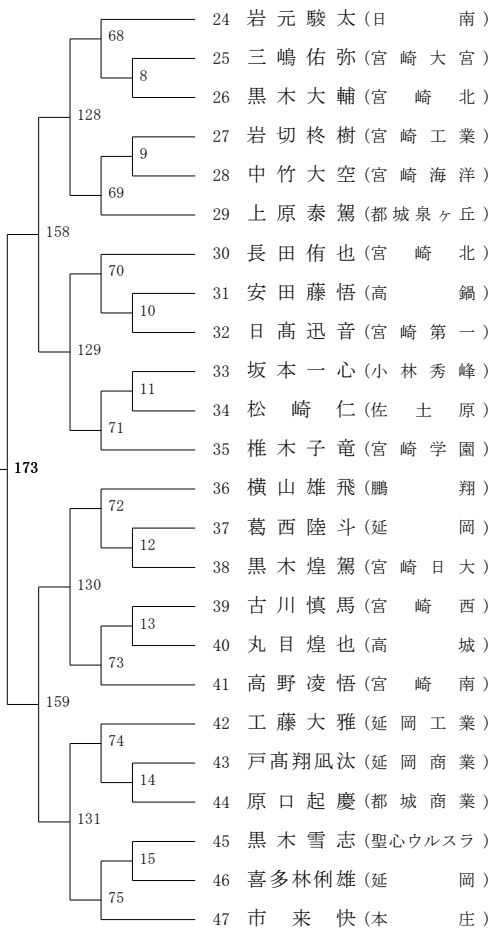 68 24 岩元駿太(日南)
25 三嶋佑弥(宮崎大宮)
8
26 黒木大輔(宮崎北)
128
27 岩切柊樹(宮崎工業)
9
28 中竹大空(宮崎海洋)
69
29 上原泰駕(都城泉ヶ丘)
158
30 長田侑也(宮崎北)
70
31 安田藤悟(高鍋)
10
32 日髙迅音(宮崎第一)
129
33 坂本一心(小林秀峰)
11
34 松崎仁(佐土原)
71
35 椎木子竜(宮崎学園)
173
36 横山雄飛(鵬翔)
72
37 葛西陸斗(延岡)
12
38 黒木煌駕(宮崎日大)
130
39 古川慎馬(宮崎西)
13
40 丸目煌也(高城)
73
41 高野凌悟(宮崎南)
159
42 工藤大雅(延岡工業)
74
43 戸髙翔凪汰(延岡商業)
14
44 原口起慶(都城商業)
131
45 黒木雪志(聖心ウルスラ)
15
46 喜多林俐雄(延岡)
75
47 市来快(本庄)